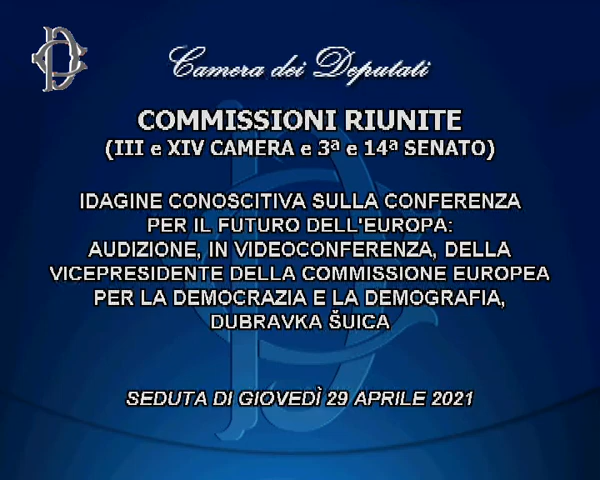 Camera dei Deputati
COMMISSIONI RIUNITE
(III e XIV CAMERA e 3ª e 14ª SENATO)
IDAGINE CONOSCITIVA SULLA CONFERENZA
PER IL FUTURO DELL'EUROPA:
AUDIZIONE, IN VIDEOCONFERENZA, DELLA
VICEPRESIDENTE DELLA COMMISSIONE EUROPEA
PER LA DEMOCRAZIA E LA DEMOGRAFIA,
DUBRAVKA ŠUICA
SEDUTA DI GIOVEDÌ 29 APRILE 2021